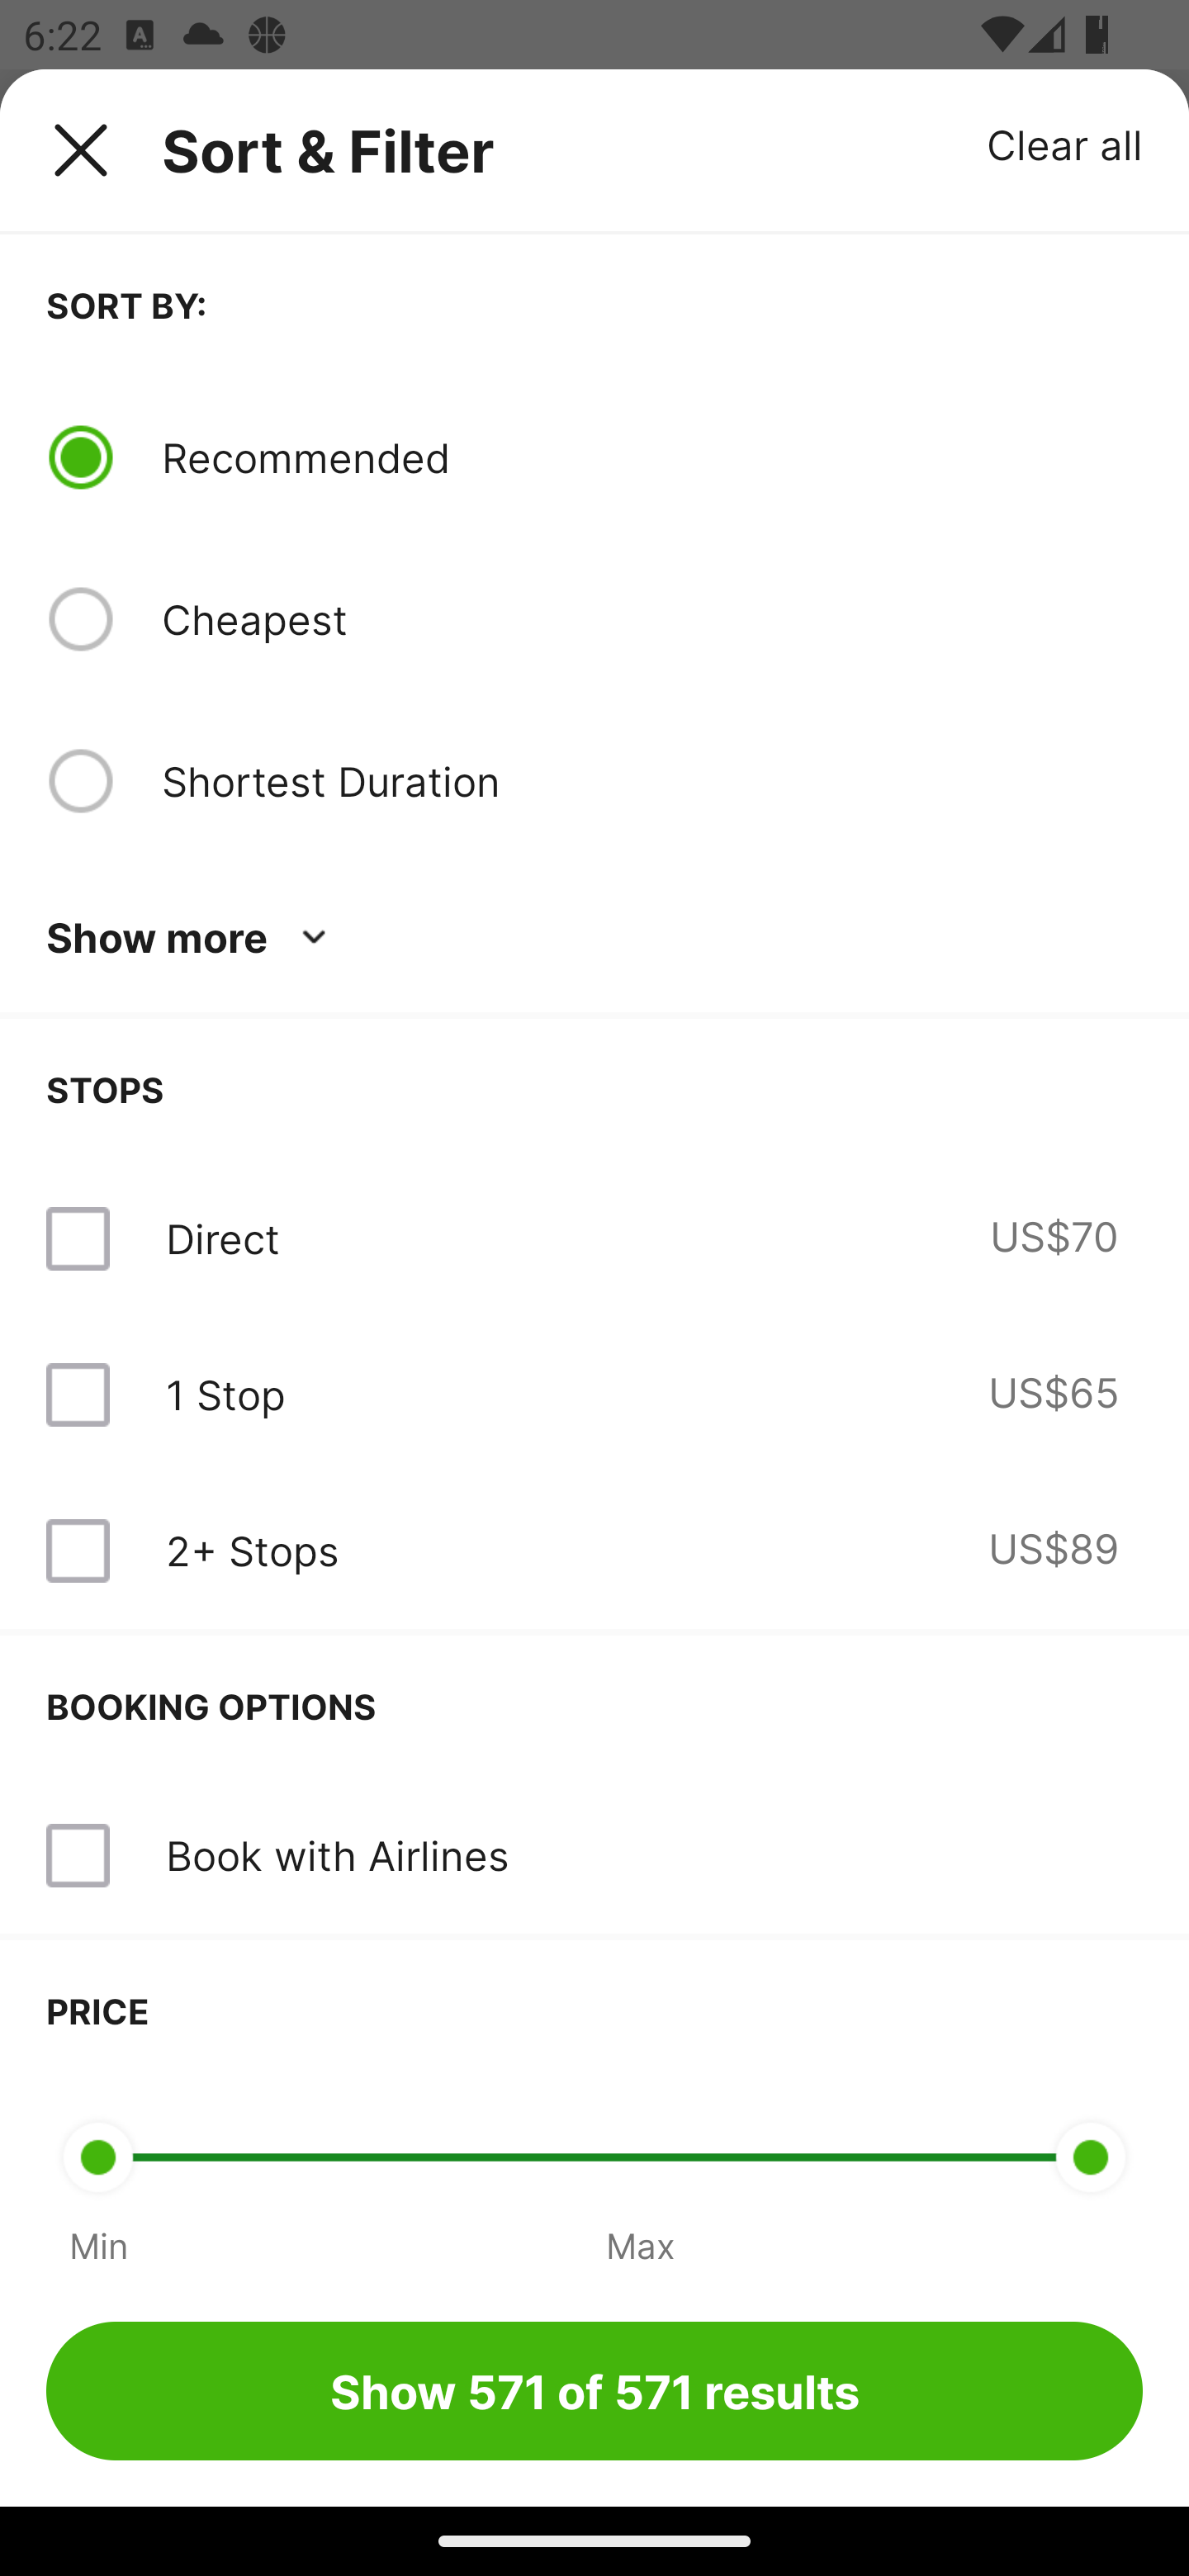 6:22
Sort & Filter
Clear all
SORT BY:
Recommended
Cheapest
Shortest Duration
Show more
STOPS
Direct US$70
1 Stop US$65
2+ Stops US$89
BOOKING OPTIONS
Book with Airlines
PRICE
Min Max
Show 571 of 571 results